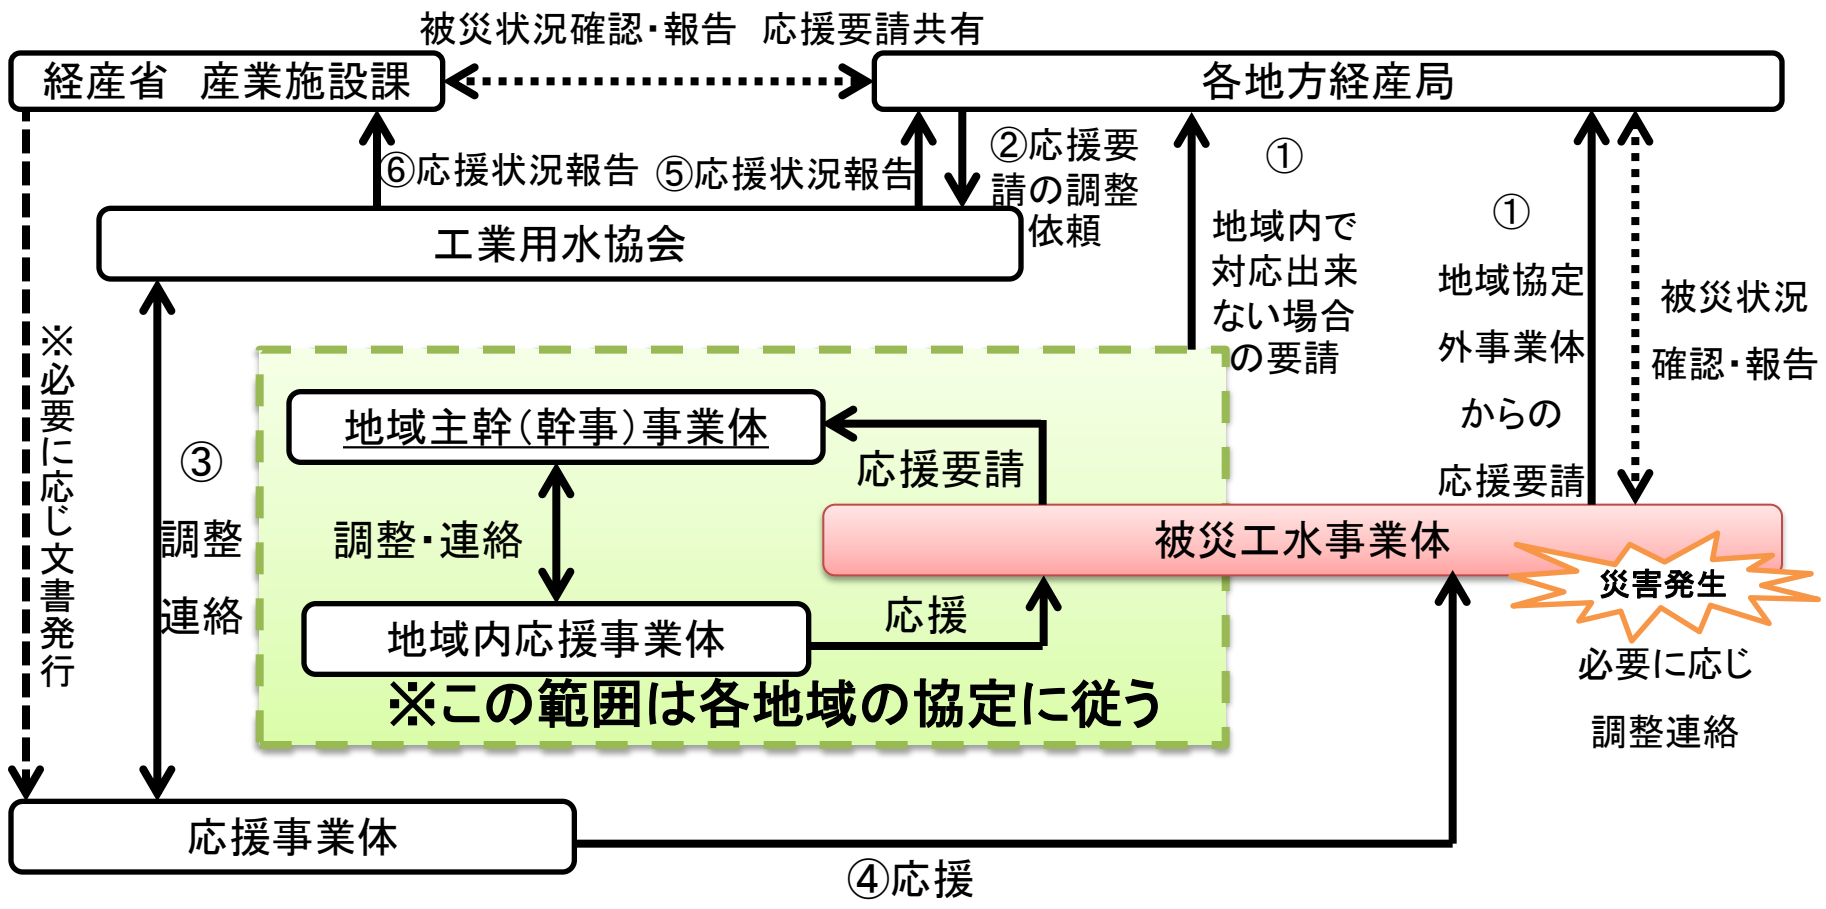 被災状況確認・報告　応援要請共有
経産省　産業施設課
各地方経産局
⑥応援状況報告
⑤応援状況報告
②応援要
請の調整
依頼
①
地域内で
対応出来
ない場合
の要請
①
地域協定
外事業体
からの
応援要請
被災状況
確認・報告
工業用水協会
※必要に応じ文書発行
③
調整
連絡
地域主幹（幹事）事業体
応援要請
調整・連絡
被災工水事業体
災害発生
応援
地域内応援事業体
※この範囲は各地域の協定に従う
必要に応じ
調整連絡
応援事業体
④応援